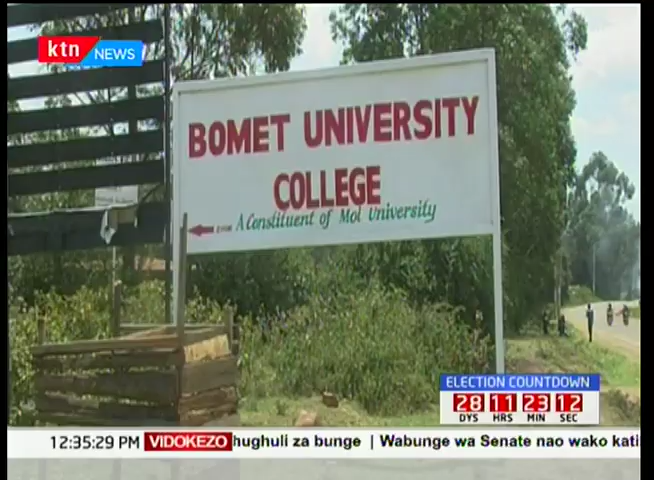 ktn NEWS
BOMET UNIVERSITY
COLLEGE
A Constituent of Moi University
ELECTION COUNTDOWN
28 11 23 12
DYS HRS MIN SEC
12:35:29 PM VIDOKEZO hughuli za bunge | Wabunge wa Senate nao wako kati